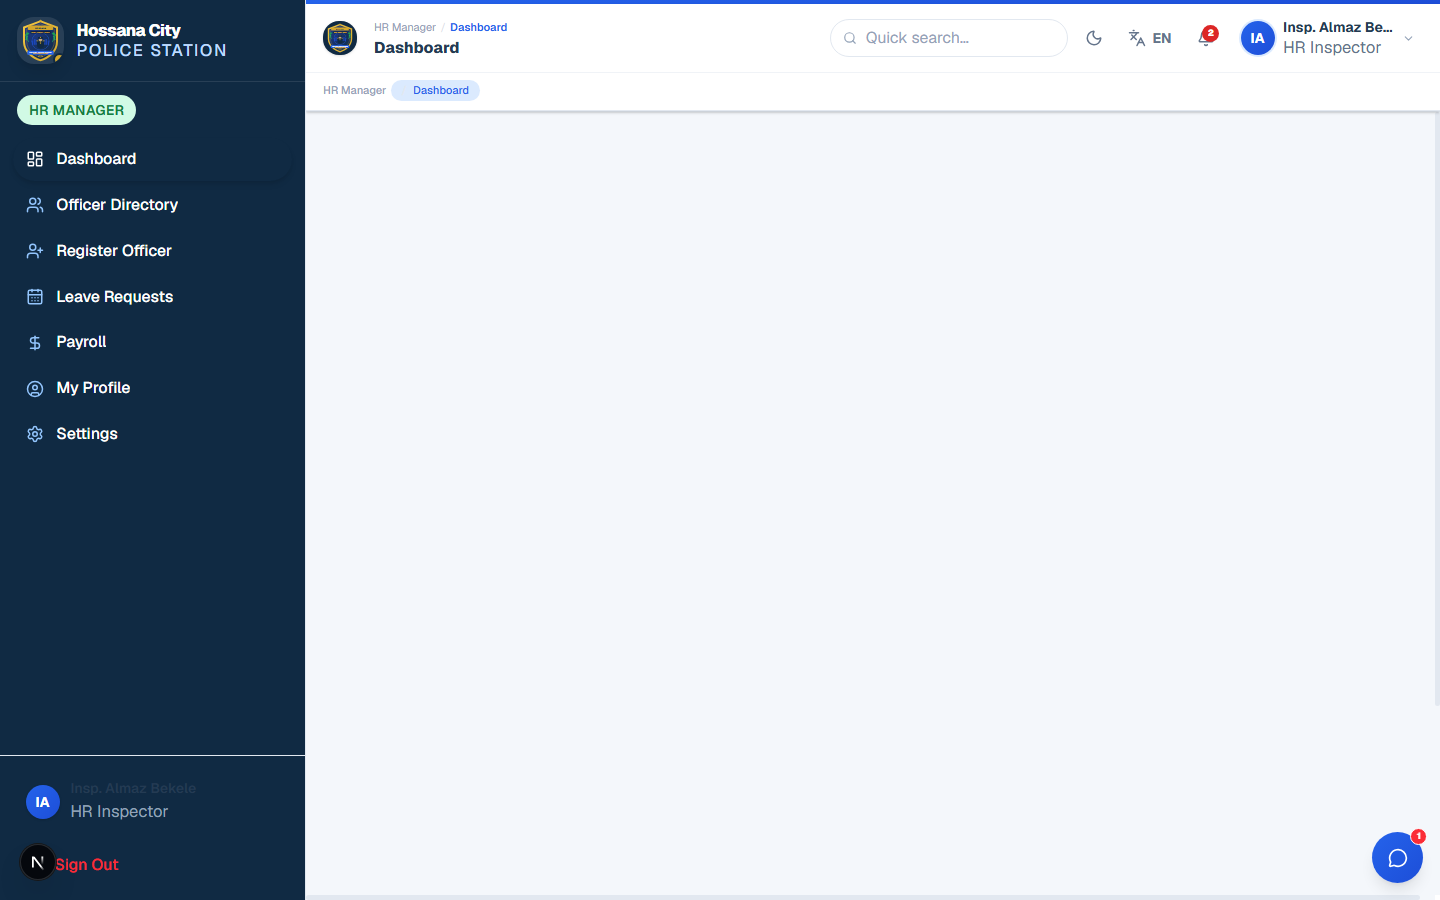 Hossana City
POLICE STATION
HR MANAGER
Dashboard
Officer Directory
Register Officer
Leave Requests
Payroll
My Profile
Settings
IA
Insp. Almaz Bekele
HR Inspector
N
Sign Out
HR Manager / Dashboard
Dashboard
Quick search...
EN
2
IA
Insp. Almaz Be...
HR Inspector
HR Manager
Dashboard
1